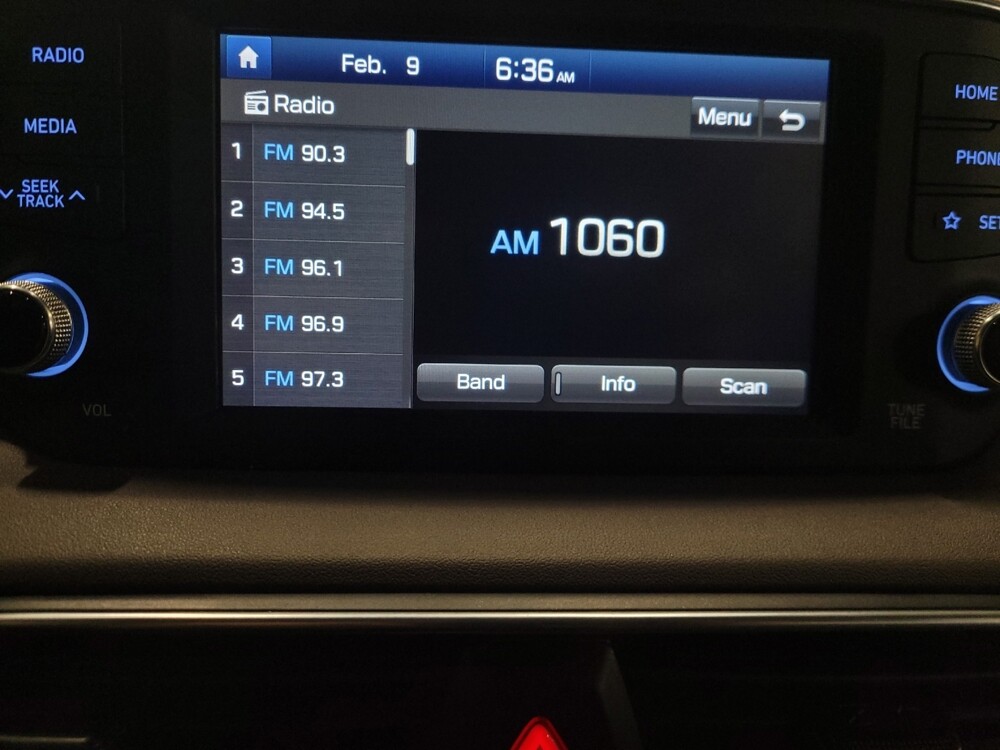 RADIO
MEDIA
SEEK
TRACK
VOL
Feb. 9 6:36 AM
Radio
Menu
1 FM 90.3
2 FM 94.5
3 FM 96.1
4 FM 96.9
5 FM 97.3
AM 1060
Band Info Scan
HOME
PHONE
SE
TUNE
FILE